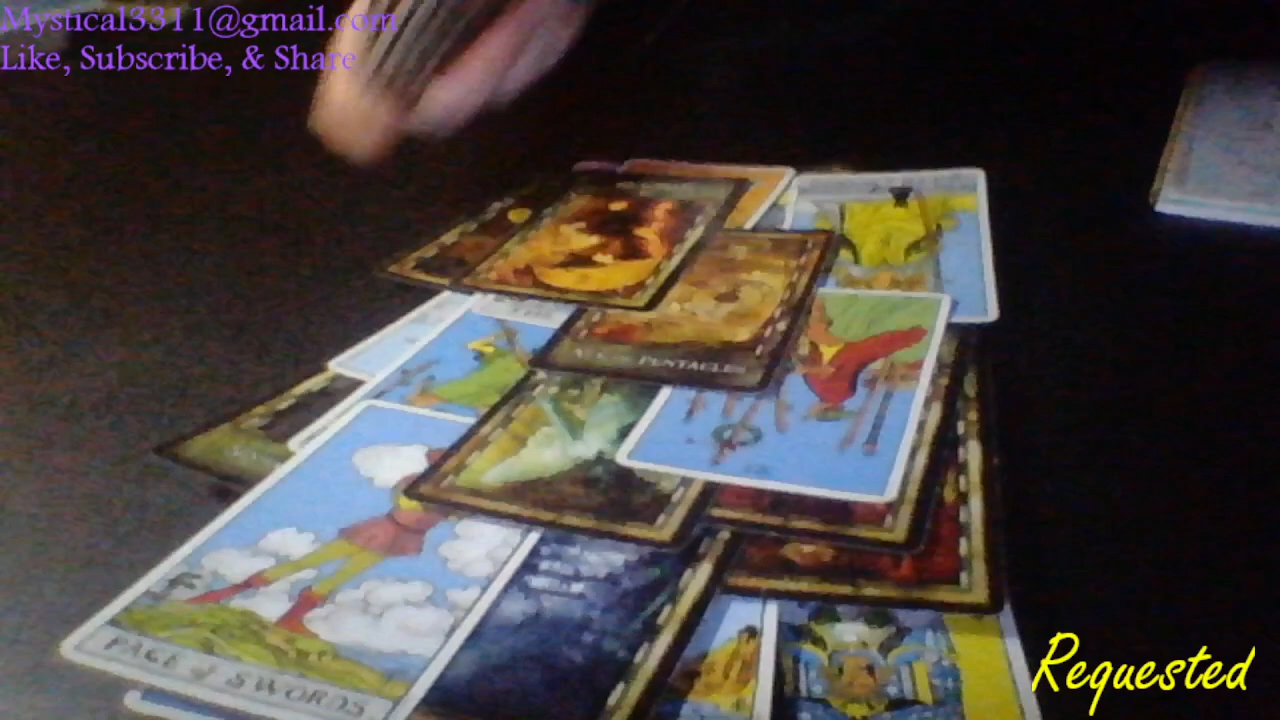 Mystical3311@gmail.com
Like, Subscribe, & Share
PENTACLES
PAGE of SWORDS
Requested